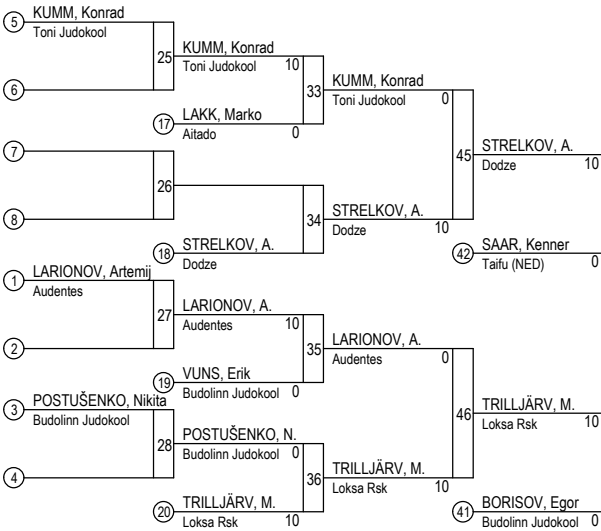 5 KUMM, Konrad
Toni Judokool
25
KUMM, Konrad
Toni Judokool 10
6
33
KUMM, Konrad
Toni Judokool 0
17 LAKK, Marko
Aitado 0
45
STRELKOV, A.
Dodze 10
7
26
8
34
STRELKOV, A.
Dodze 10
18 STRELKOV, A.
Dodze
42 SAAR, Kenner
Taifu (NED) 0
1 LARIONOV, Artemij
Audentes
27
LARIONOV, A.
Audentes 10
2
35
LARIONOV, A.
Audentes 0
19 VUNS, Erik
Budolinn Judokool 0
46
TRILLJÄRV, M.
Loksa Rsk 10
3 POSTUŠENKO, Nikita
Budolinn Judokool
28
POSTUŠENKO, N.
Budolinn Judokool 0
4
36
TRILLJÄRV, M.
Loksa Rsk 10
20 TRILLJÄRV, M.
Loksa Rsk 10
41 BORISOV, Egor
Budolinn Judokool 0